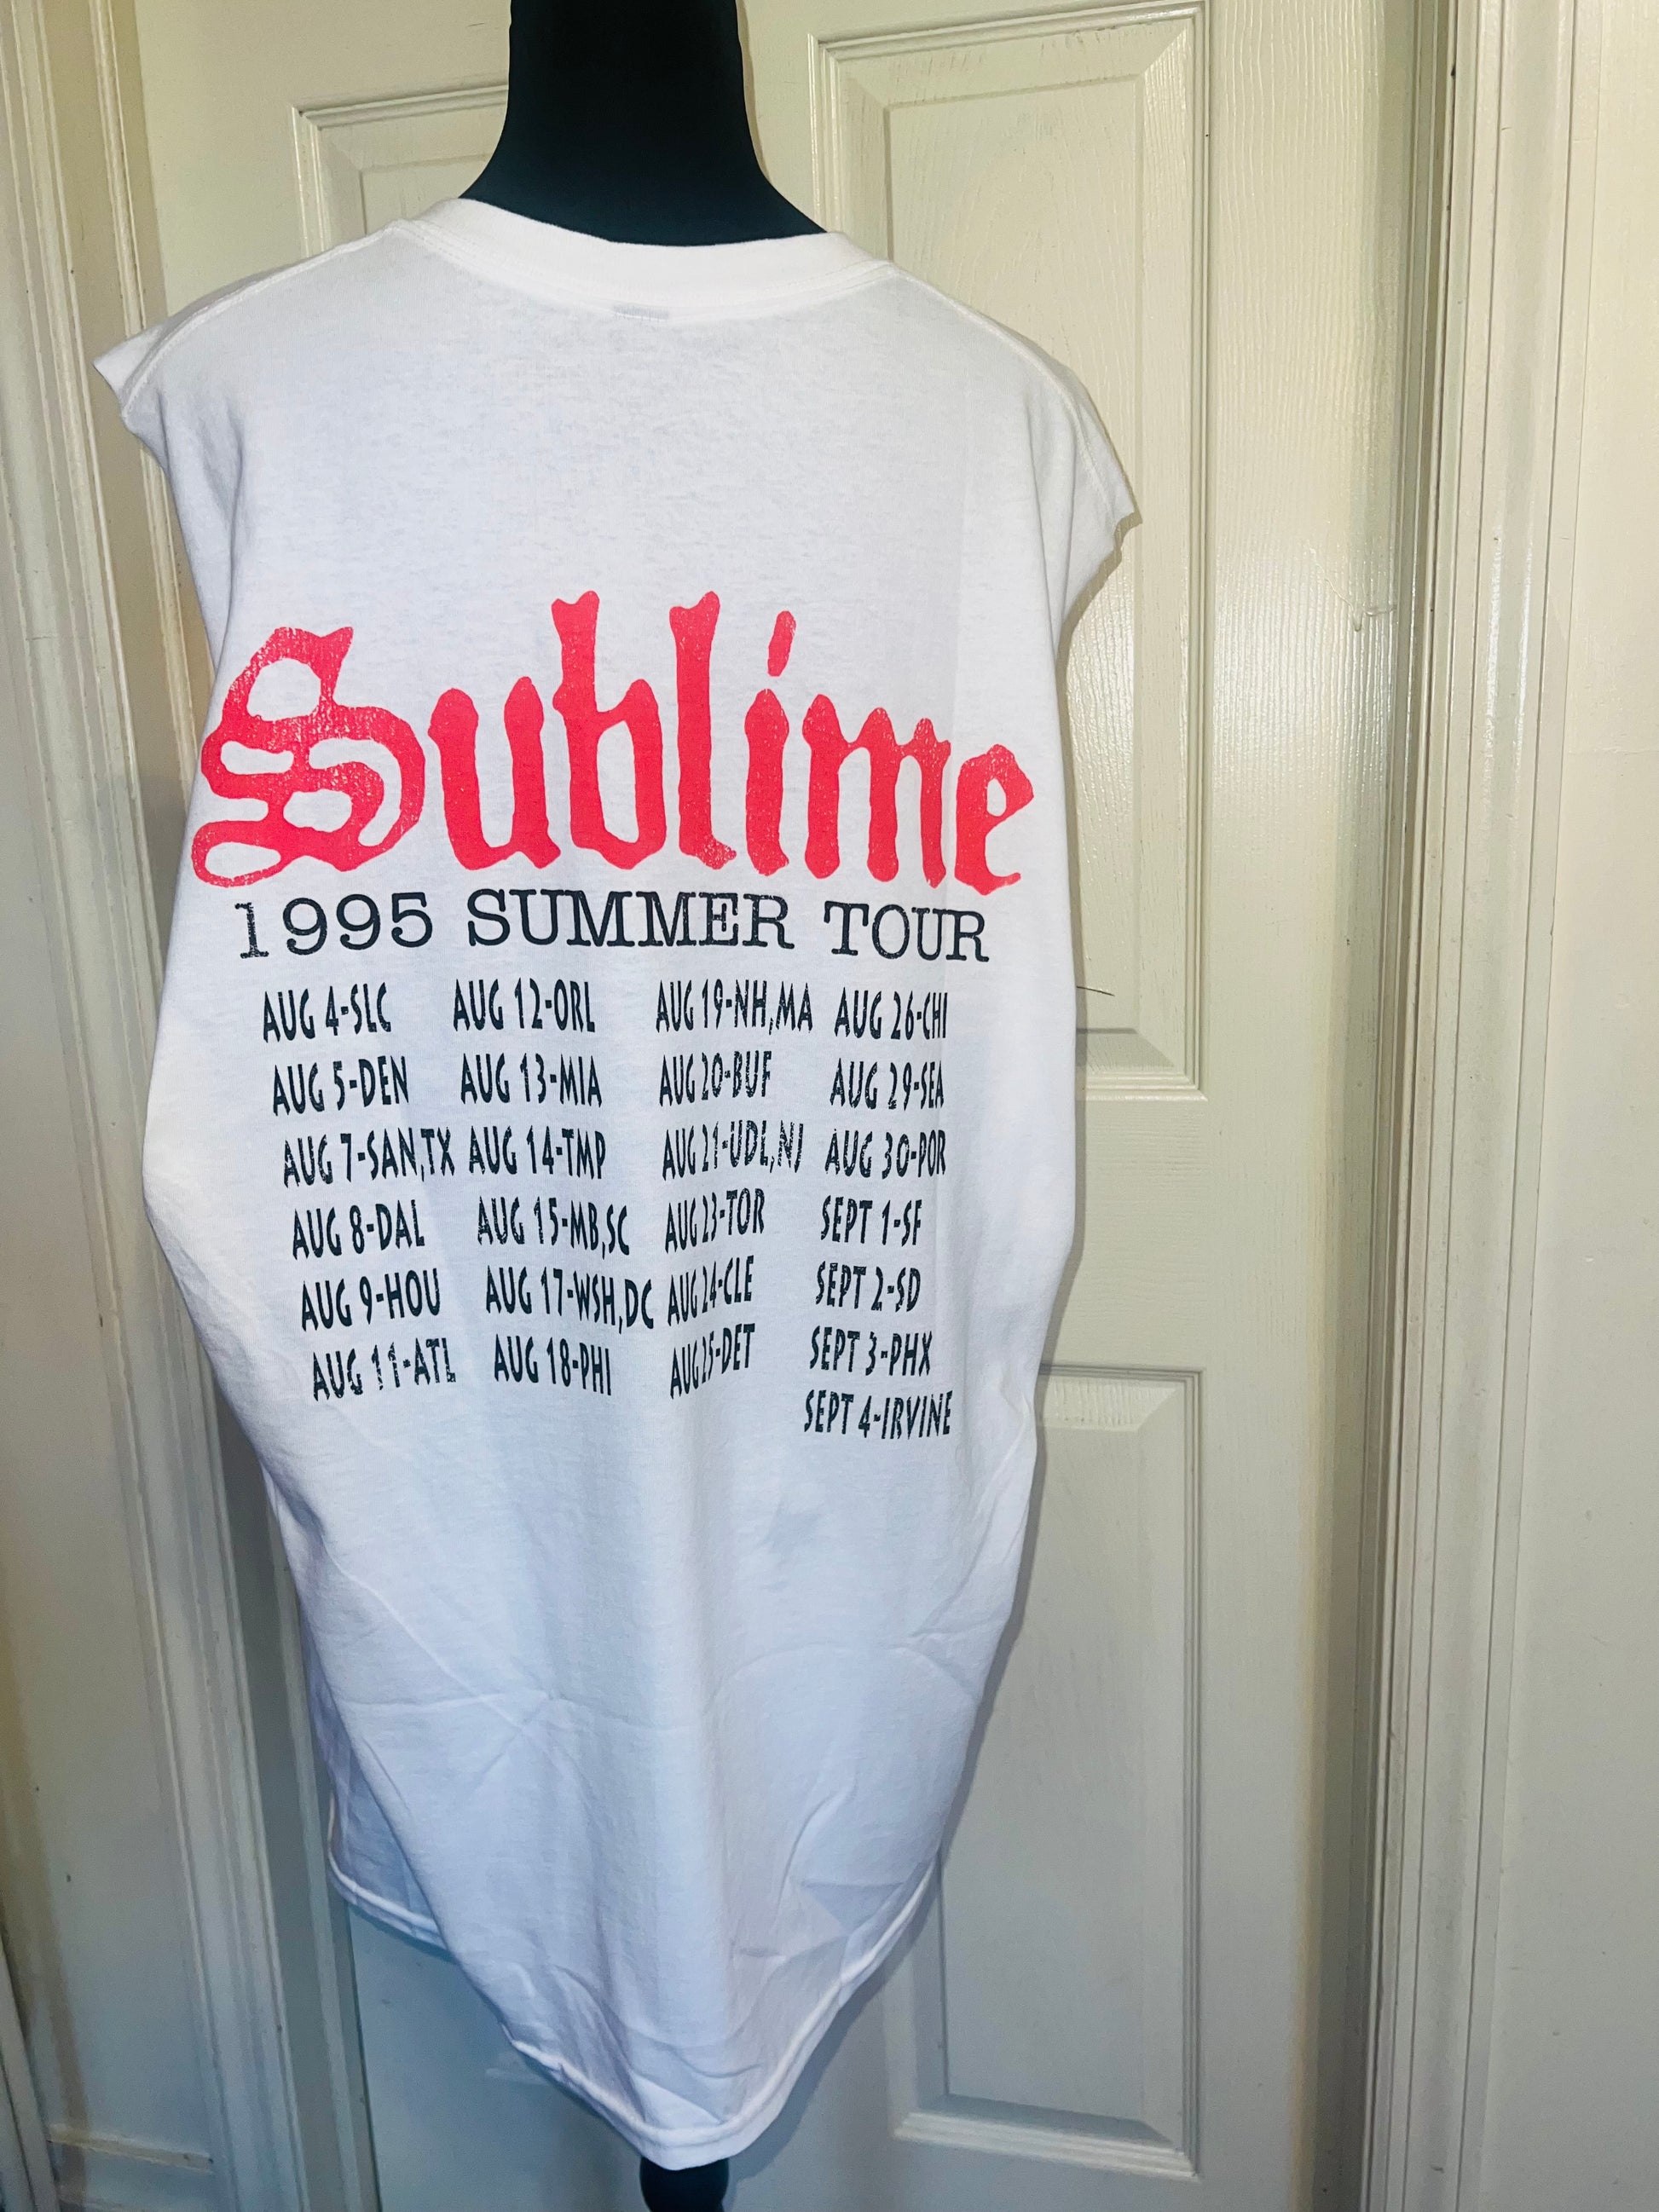 Sublime
1995 SUMMER TOUR
AUG 4-SLC
AUG 5-DEN
AUG 7-SAN,TX
AUG 8-DAL
AUG 9-HOU
AUG 11-ATL
AUG 12-ORL
AUG 13-MIA
AUG 14-TMP
AUG 15-MB,SC
AUG 17-WSH,DC
AUG 18-PHI
AUG 19-NH,MA
AUG 20-BUF
AUG 21-UDL,NJ
AUG 23-TOR
AUG 24-CLE
AUG 25-DET
AUG 26-CHI
AUG 29-SEA
AUG 30-POR
SEPT 1-SF
SEPT 2-SD
SEPT 3-PHX
SEPT 4-IRVINE